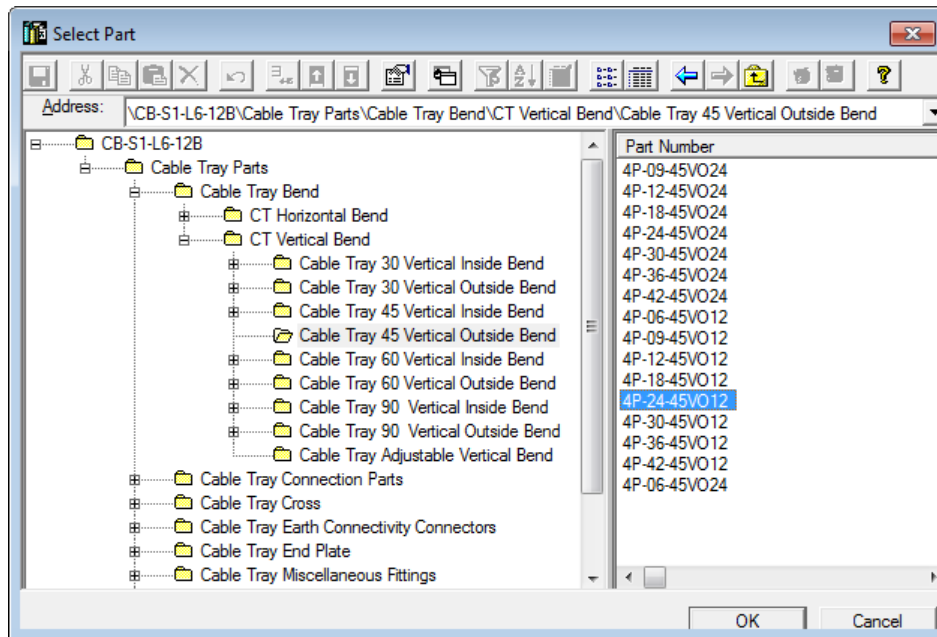 Select Part
Address:
\CB-S1-L6-12B\Cable Tray Parts\Cable Tray Bend\CT Vertical Bend\Cable Tray 45 Vertical Outside Bend
CB-S1-L6-12B
Cable Tray Parts
Cable Tray Bend
CT Horizontal Bend
CT Vertical Bend
Cable Tray 30 Vertical Inside Bend
Cable Tray 30 Vertical Outside Bend
Cable Tray 45 Vertical Inside Bend
Cable Tray 45 Vertical Outside Bend
Cable Tray 60 Vertical Inside Bend
Cable Tray 60 Vertical Outside Bend
Cable Tray 90  Vertical Inside Bend
Cable Tray 90  Vertical Outside Bend
Cable Tray Adjustable Vertical Bend
Cable Tray Connection Parts
Cable Tray Cross
Cable Tray Earth Connectivity Connectors
Cable Tray End Plate
Cable Tray Miscellaneous Fittings
Part Number
4P-09-45VO24
4P-12-45VO24
4P-18-45VO24
4P-24-45VO24
4P-30-45VO24
4P-36-45VO24
4P-42-45VO24
4P-06-45VO12
4P-09-45VO12
4P-12-45VO12
4P-18-45VO12
4P-24-45VO12
4P-30-45VO12
4P-36-45VO12
4P-42-45VO12
4P-06-45VO24
OK
Cancel